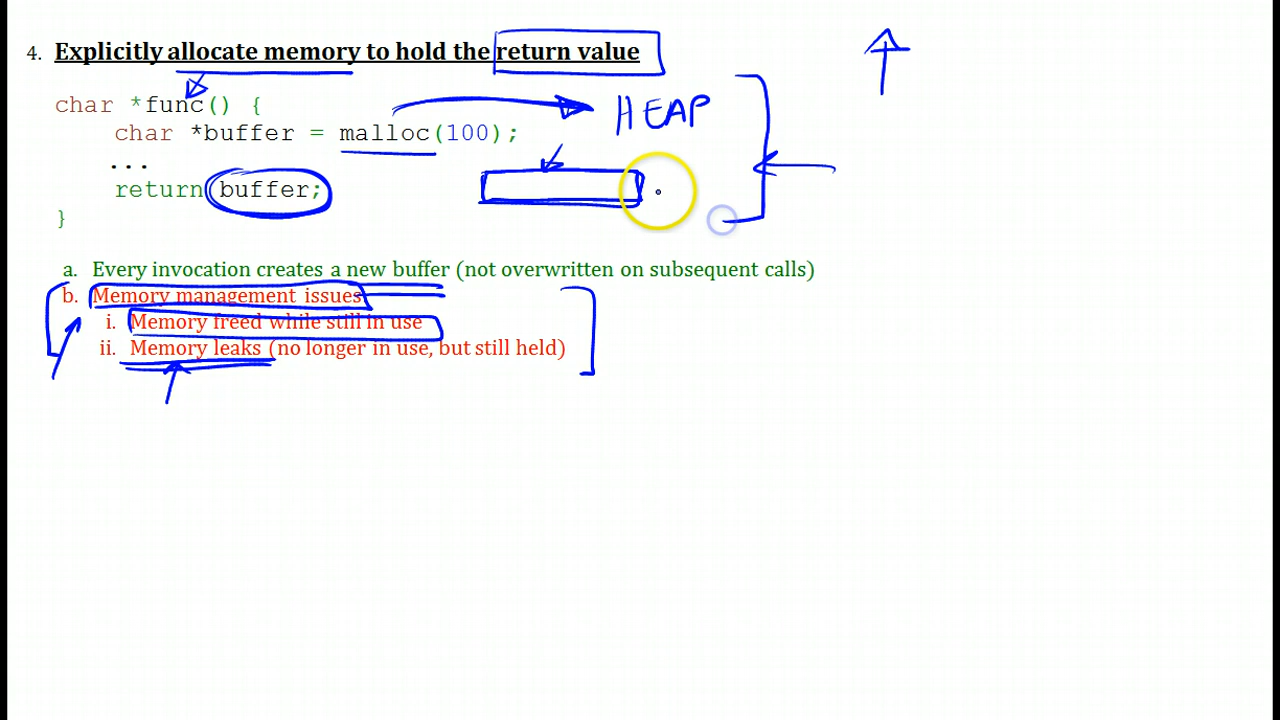 4. Explicitly allocate memory to hold the return value
char *func() {
HEAP
char *buffer = malloc(100);
...
return buffer;
}
a. Every invocation creates a new buffer (not overwritten on subsequent calls)
b. Memory management issues
i. Memory freed while still in use
ii. Memory leaks (no longer in use, but still held)